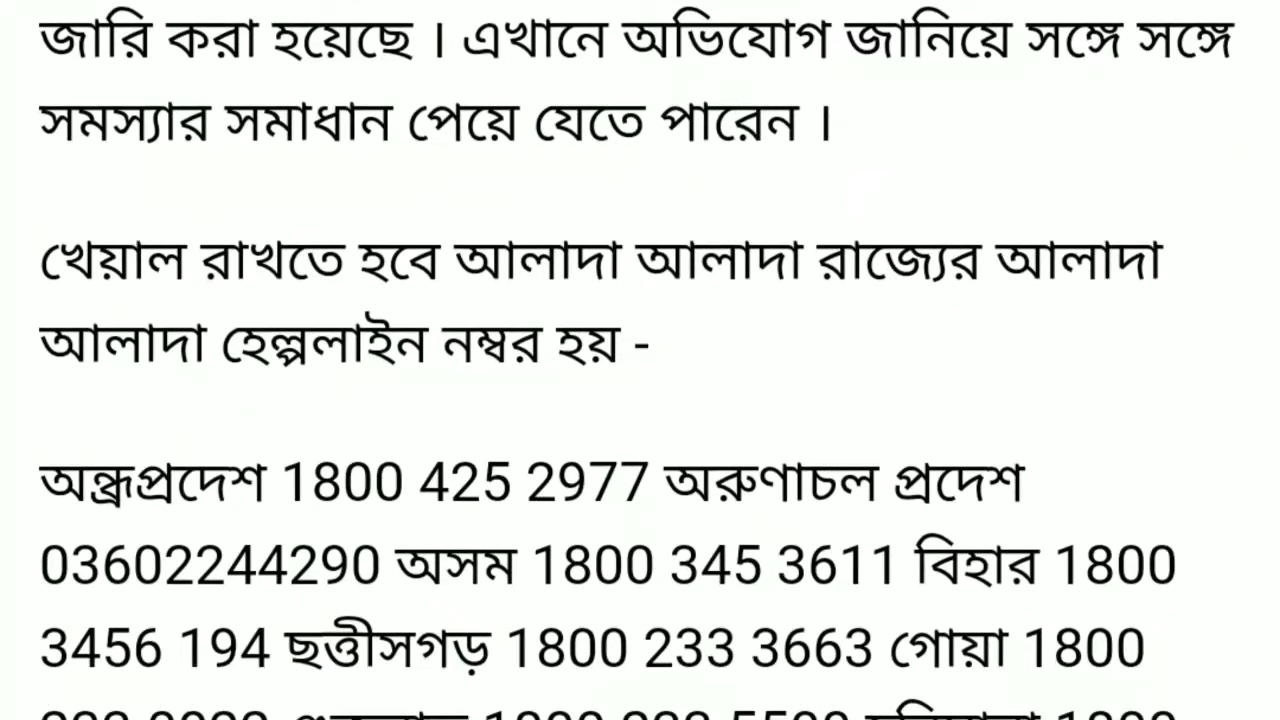 জারি করা হয়েছে । এখানে অভিযোগ জানিয়ে সঙ্গে সঙ্গে
সমস্যার সমাধান পেয়ে যেতে পারেন ।
খেয়াল রাখতে হবে আলাদা আলাদা রাজ্যের আলাদা
আলাদা হেল্পলাইন নম্বর হয় -
অন্ধ্রপ্রদেশ 1800 425 2977 অরুণাচল প্রদেশ
03602244290 অসম 1800 345 3611 বিহার 1800
3456 194 ছত্তীসগড় 1800 233 3663 গোয়া 1800